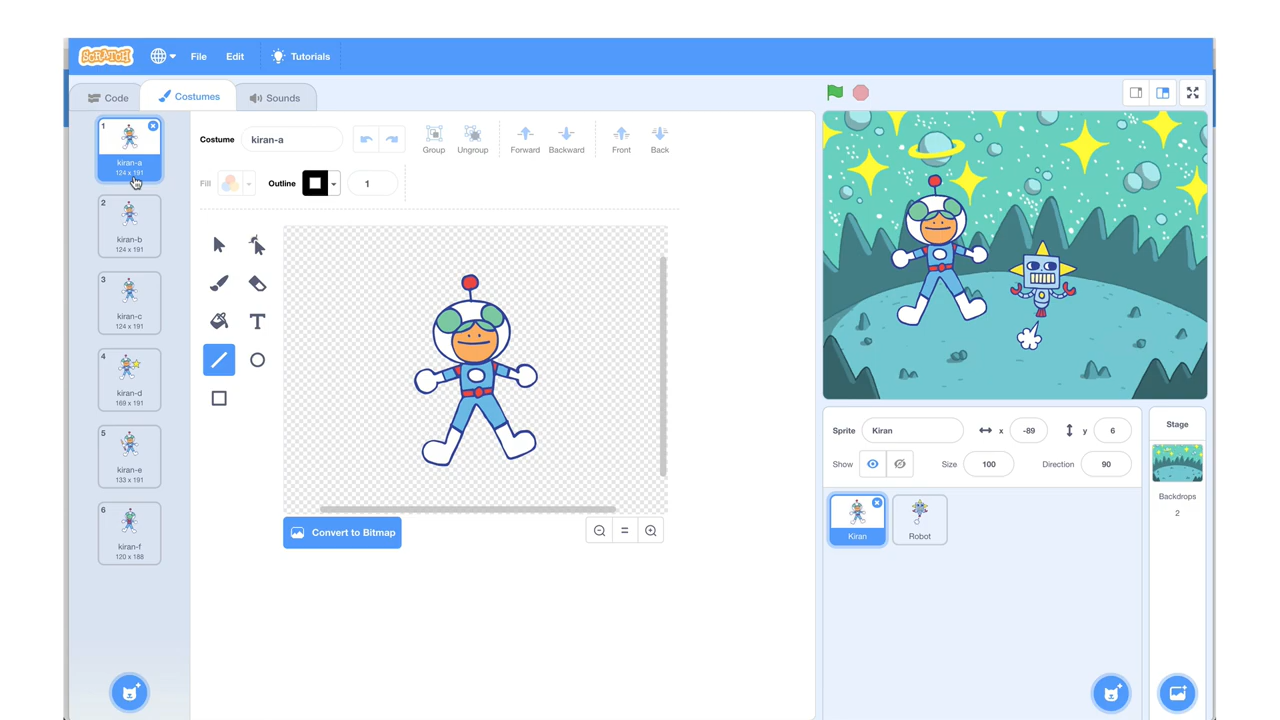 SCRATCH File Edit Tutorials
Code Costumes Sounds
1
kiran-a
124 x 191
2
kiran-b
124 x 191
3
kiran-c
124 x 191
4
kiran-d
169 x 191
5
kiran-e
133 x 191
6
kiran-f
120 x 188
Costume kiran-a Group Ungroup Forward Backward Front Back
Fill Outline 1
T
Convert to Bitmap
Sprite Kiran x -89 y 6
Show Size 100 Direction 90
Kiran Robot
Stage
Backdrops
2